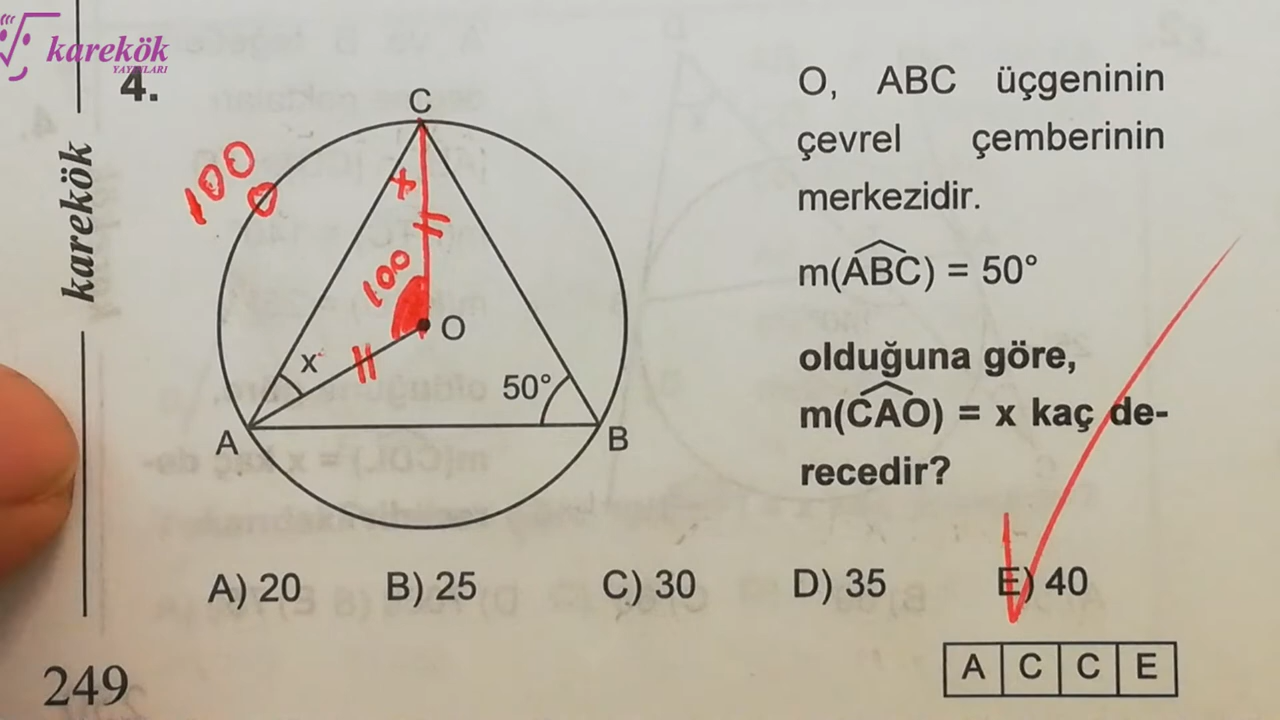 karekök
YAYINLARI
karekök
4.
C
100
x
100
O
x
50°
A
B
O, ABC üçgeninin
çevrel çemberinin
merkezidir.
m(ABC) = 50°
olduğuna göre,
m(CAO) = x kaç de-
recedir?
A) 20 B) 25 C) 30 D) 35 E) 40
A C C E
249